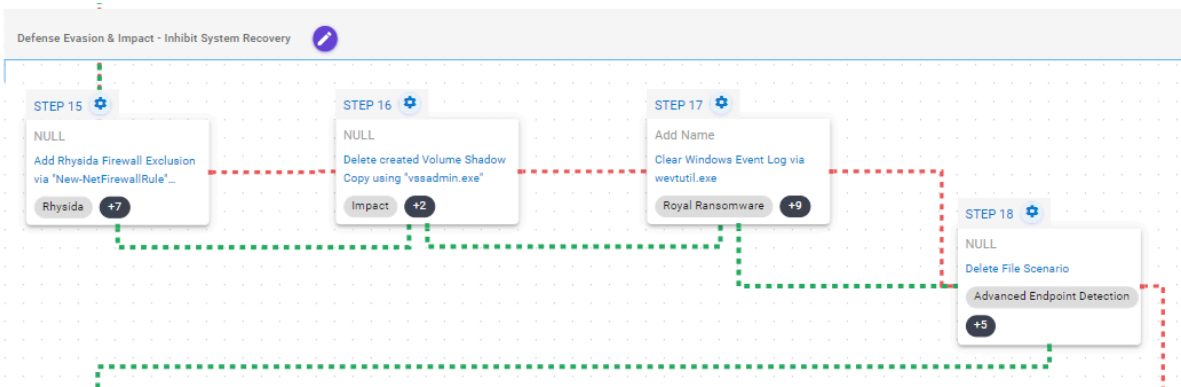 Defense Evasion & Impact - Inhibit System Recovery
STEP 15
NULL
Add Rhysida Firewall Exclusion
via "New-NetFirewallRule"...
Rhysida +7
STEP 16
NULL
Delete created Volume Shadow
Copy using "vssadmin.exe"
Impact +2
STEP 17
Add Name
Clear Windows Event Log via
wevtutil.exe
Royal Ransomware +9
STEP 18
NULL
Delete File Scenario
Advanced Endpoint Detection
+5